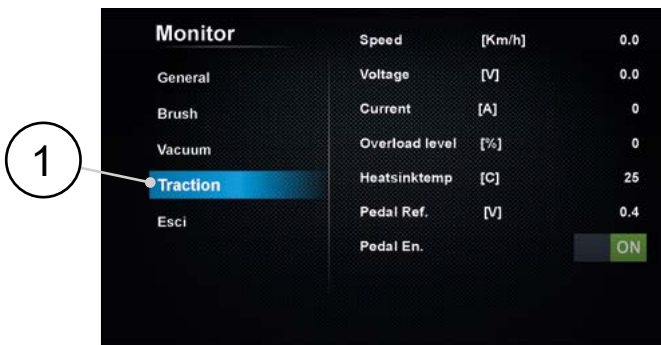 Monitor
General
Brush
Vacuum
Traction
Esci
1
Speed [Km/h] 0.0
Voltage [V] 0.0
Current [A] 0
Overload level [%] 0
Heatsinktemp [C] 25
Pedal Ref. [V] 0.4
Pedal En. ON